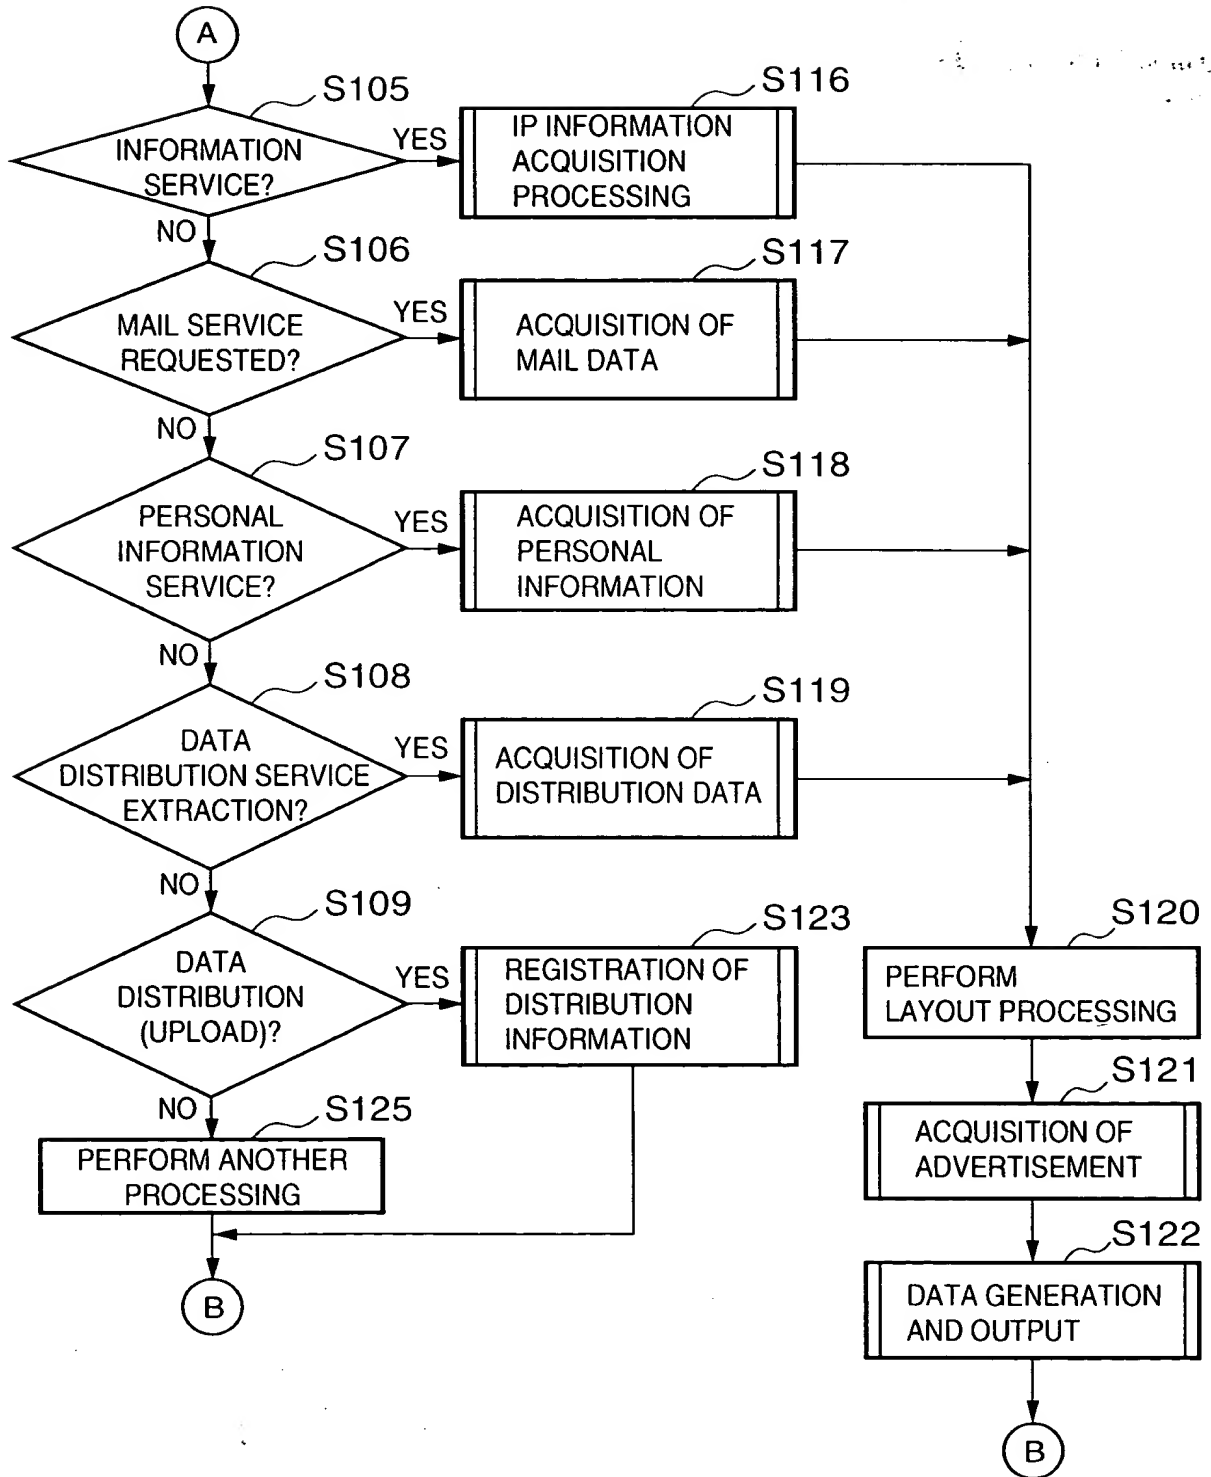 A
S105
INFORMATION
SERVICE?
YES
NO
S116
IP INFORMATION
ACQUISITION
PROCESSING
S106
MAIL SERVICE
REQUESTED?
YES
NO
S117
ACQUISITION OF
MAIL DATA
S107
PERSONAL
INFORMATION
SERVICE?
YES
NO
S118
ACQUISITION OF
PERSONAL
INFORMATION
S108
DATA
DISTRIBUTION SERVICE
EXTRACTION?
YES
NO
S119
ACQUISITION OF
DISTRIBUTION DATA
S109
DATA
DISTRIBUTION
(UPLOAD)?
YES
NO
S123
REGISTRATION OF
DISTRIBUTION
INFORMATION
S125
PERFORM ANOTHER
PROCESSING
B
S120
PERFORM
LAYOUT PROCESSING
S121
ACQUISITION OF
ADVERTISEMENT
S122
DATA GENERATION
AND OUTPUT
B